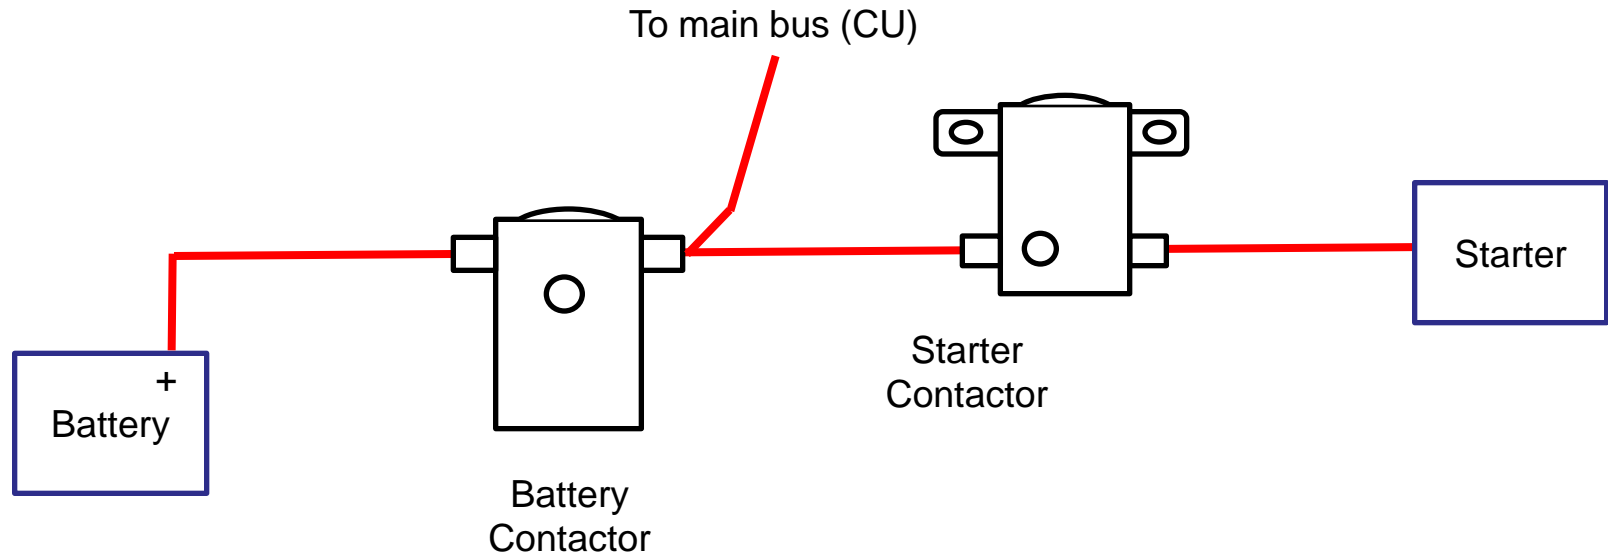 To main bus (CU)
Starter
Starter
Contactor
+
Battery
Battery
Contactor